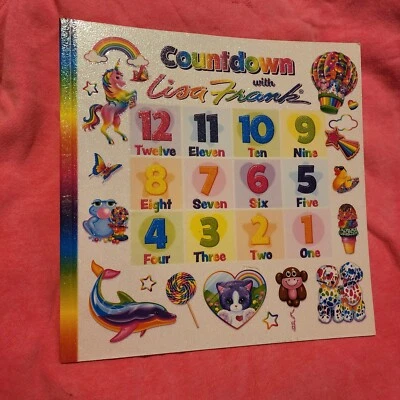 Countdown
with
Lisa Frank®
12 11 10 9
Twelve Eleven Ten Nine
8 7 6 5
Eight Seven Six Five
4 3 2 1
Four Three Two One